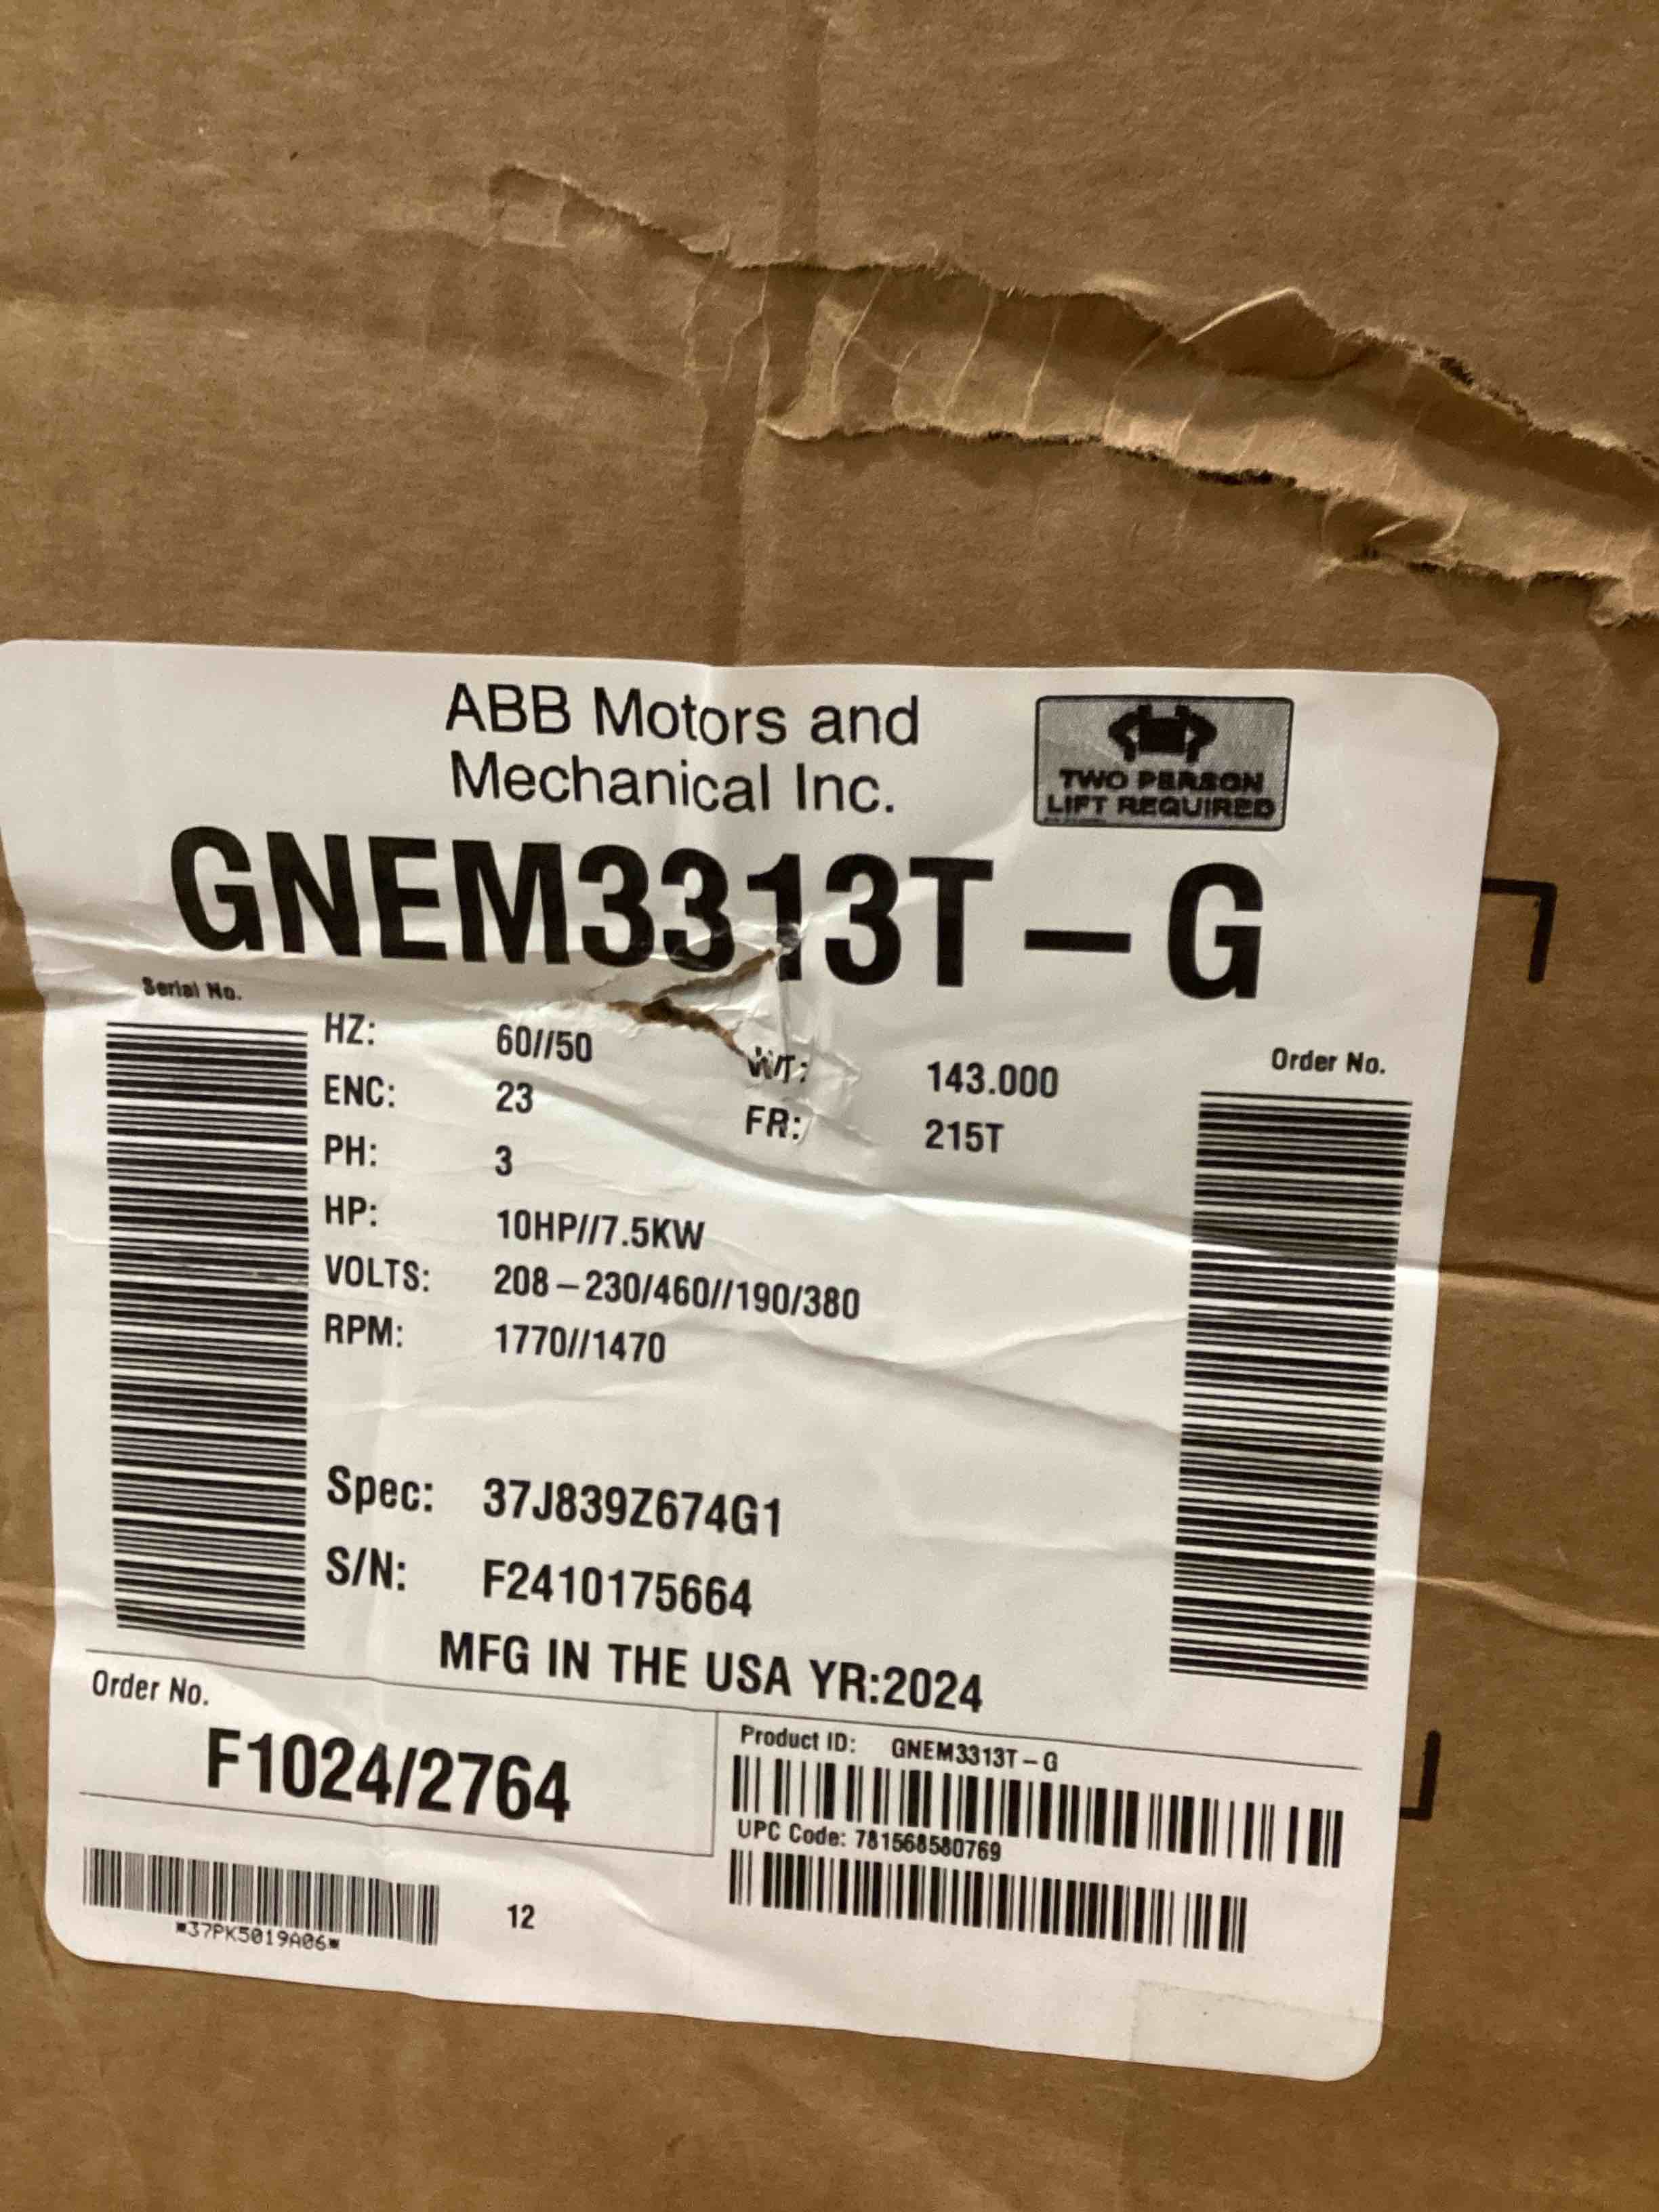 ABB Motors and
Mechanical Inc.
TWO PERSON
LIFT REQUIRED
GNEM3313T-G
Serial No.
Order No.
HZ: 60//50 WT: 143.000
ENC: 23 FR: 215T
PH: 3
HP: 10HP//7.5KW
VOLTS: 208-230/460//190/380
RPM: 1770//1470
Spec: 37J839Z674G1
S/N: F2410175664
MFG IN THE USA YR:2024
Order No.
F1024/2764
Product ID: GNEM3313T-G
UPC Code: 781568580769
*37PK5019A06*
12